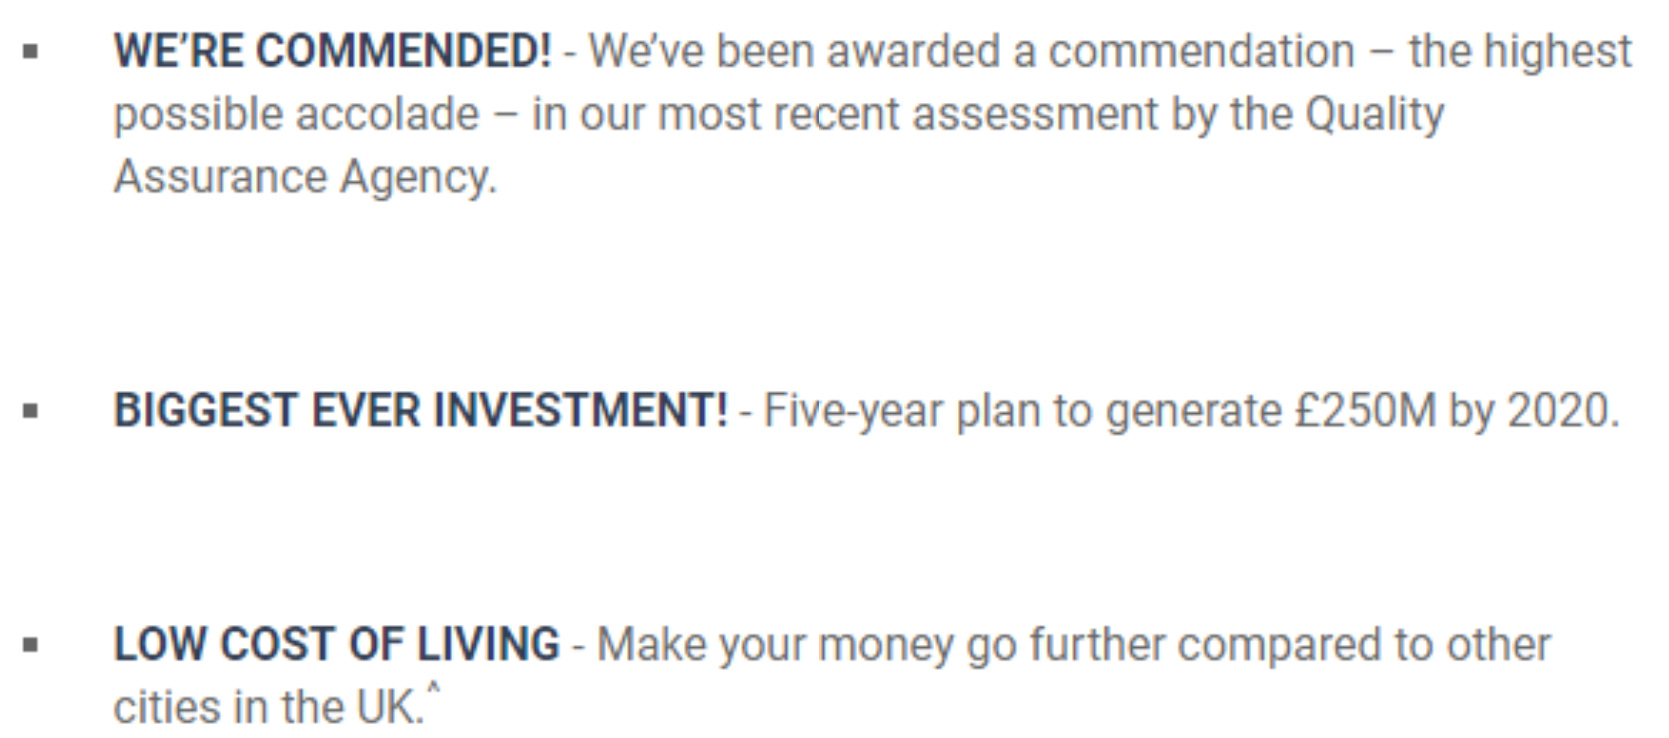 ▪ WE’RE COMMENDED! - We’ve been awarded a commendation – the highest
possible accolade – in our most recent assessment by the Quality
Assurance Agency.
▪ BIGGEST EVER INVESTMENT! - Five-year plan to generate £250M by 2020.
▪ LOW COST OF LIVING - Make your money go further compared to other
cities in the UK.^